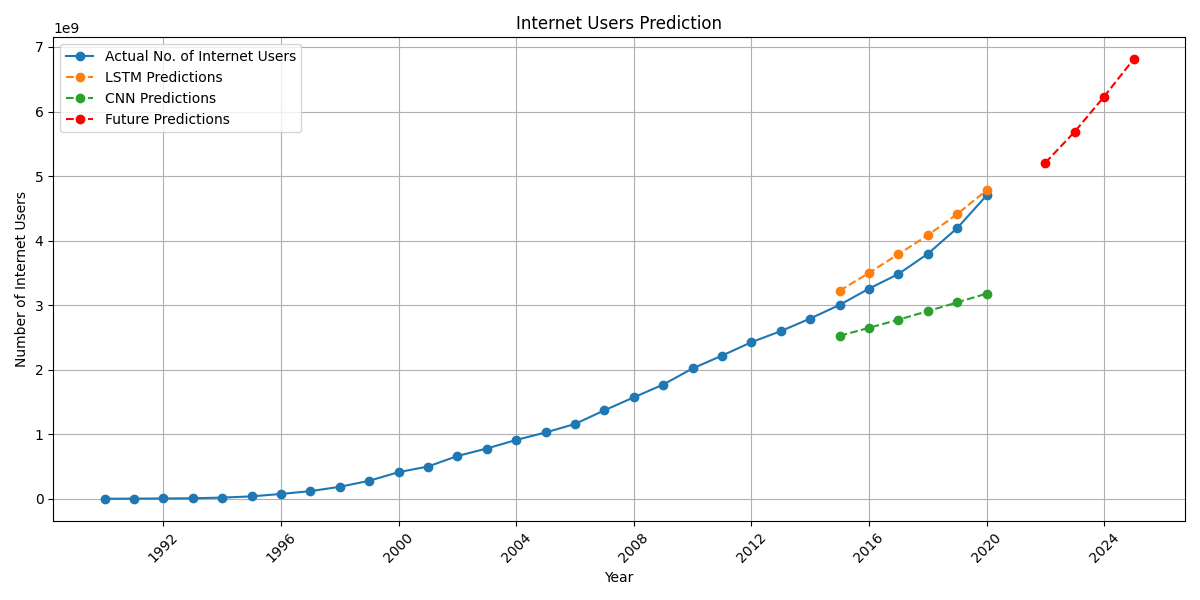 Internet Users Prediction
1e9
Actual No. of Internet Users
LSTM Predictions
CNN Predictions
Future Predictions
7
6
5
4
3
2
1
0
Number of Internet Users
1992
1996
2000
2004
2008
2012
2016
2020
2024
Year